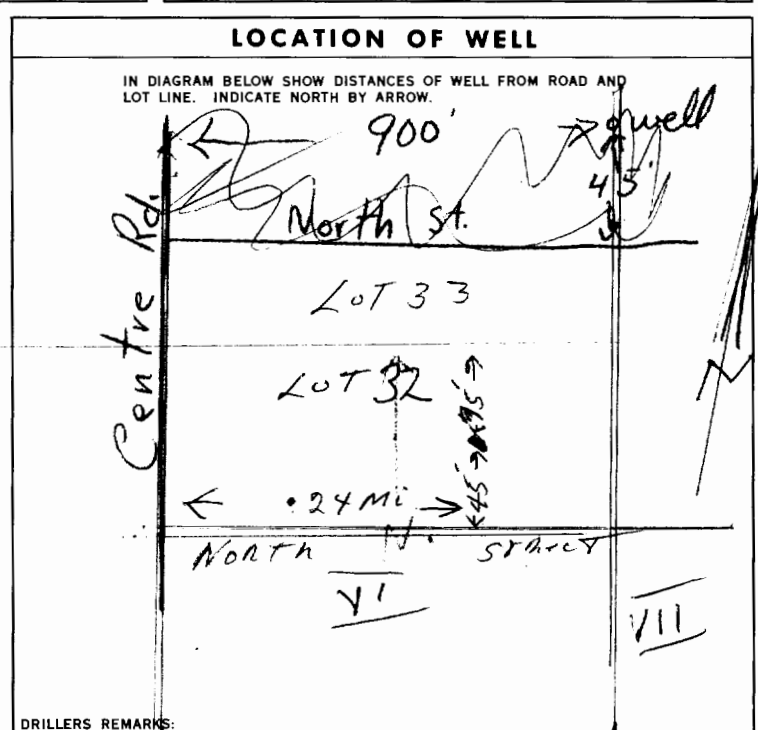 LOCATION OF WELL
IN DIAGRAM BELOW SHOW DISTANCES OF WELL FROM ROAD AND
LOT LINE. INDICATE NORTH BY ARROW.
900'
well
45'
North St.
Centre Rd.
LOT 33
LOT 32
N
45'
.24 Mi
N.
NORTH STREET
VI
VII
DRILLERS REMARKS: